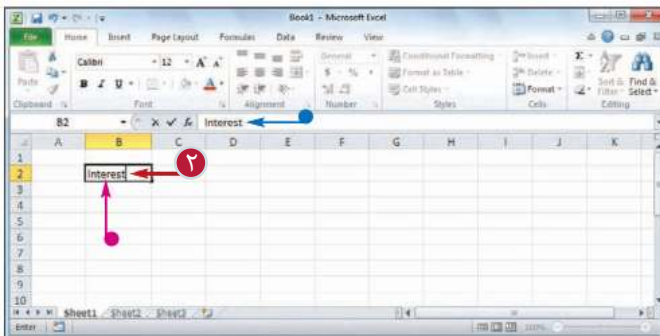 Book1 - Microsoft Excel
File Home Insert Page Layout Formulas Data Review View
Calibri 12 A A General Conditional Formatting Insert Σ
Paste B I U A $ - % , Format as Table Delete Sort & Find &
Cell Styles Format Filter Select
Clipboard Font Alignment Number Styles Cells Editing
B2 fx Interest
A B C D E F G H I J K
1
2 Interest ٢
3
4
5
6
7
8
9
10
Sheet1 Sheet2 Sheet3
Enter 100%